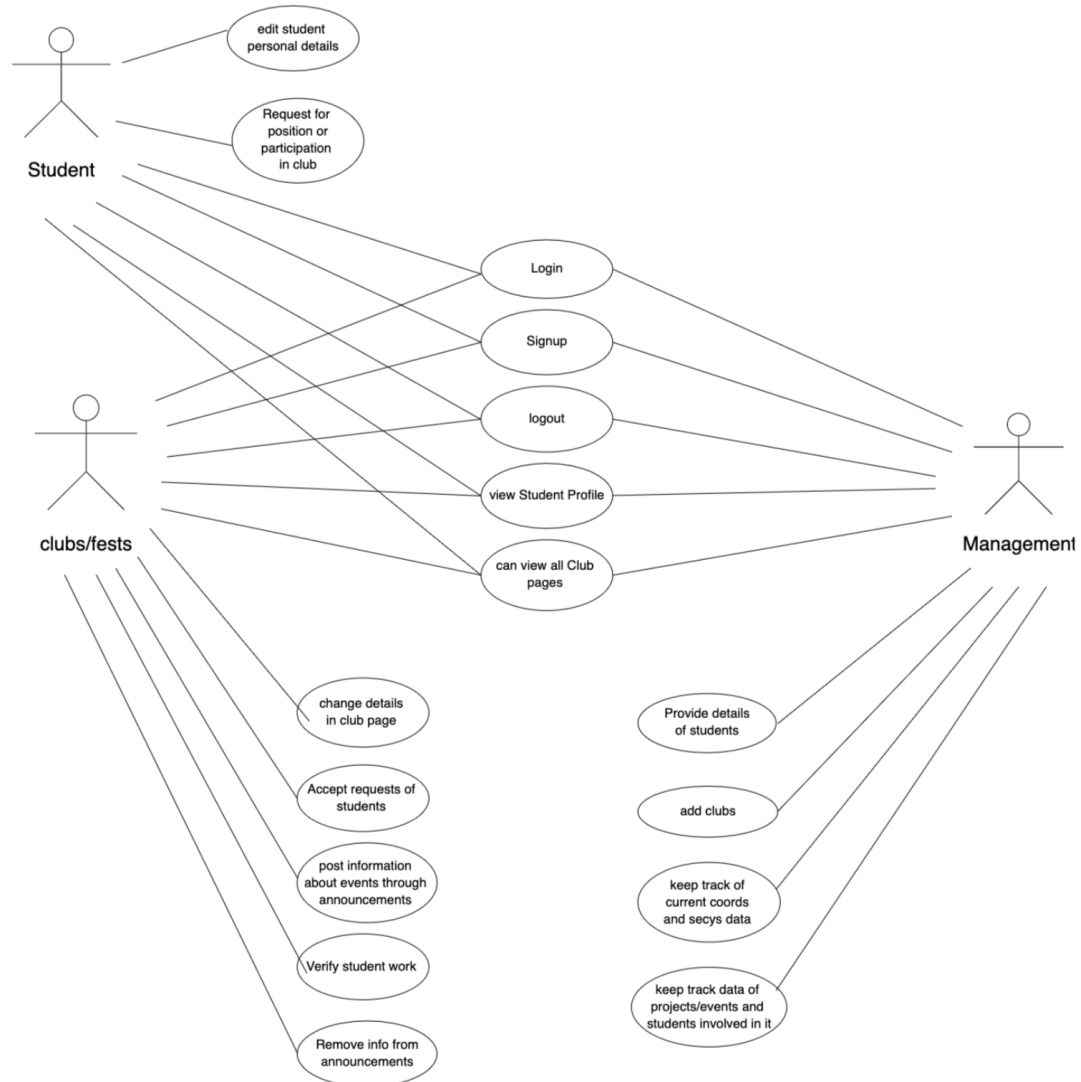 edit student
personal details
Request for
position or
participation
in club
Student
Login
Signup
logout
view Student Profile
can view all Club
pages
clubs/fests
Management
change details
in club page
Accept requests of
students
post information
about events through
announcements
Verify student work
Remove info from
announcements
Provide details
of students
add clubs
keep track of
current coords
and secys data
keep track data of
projects/events and
students involved in it